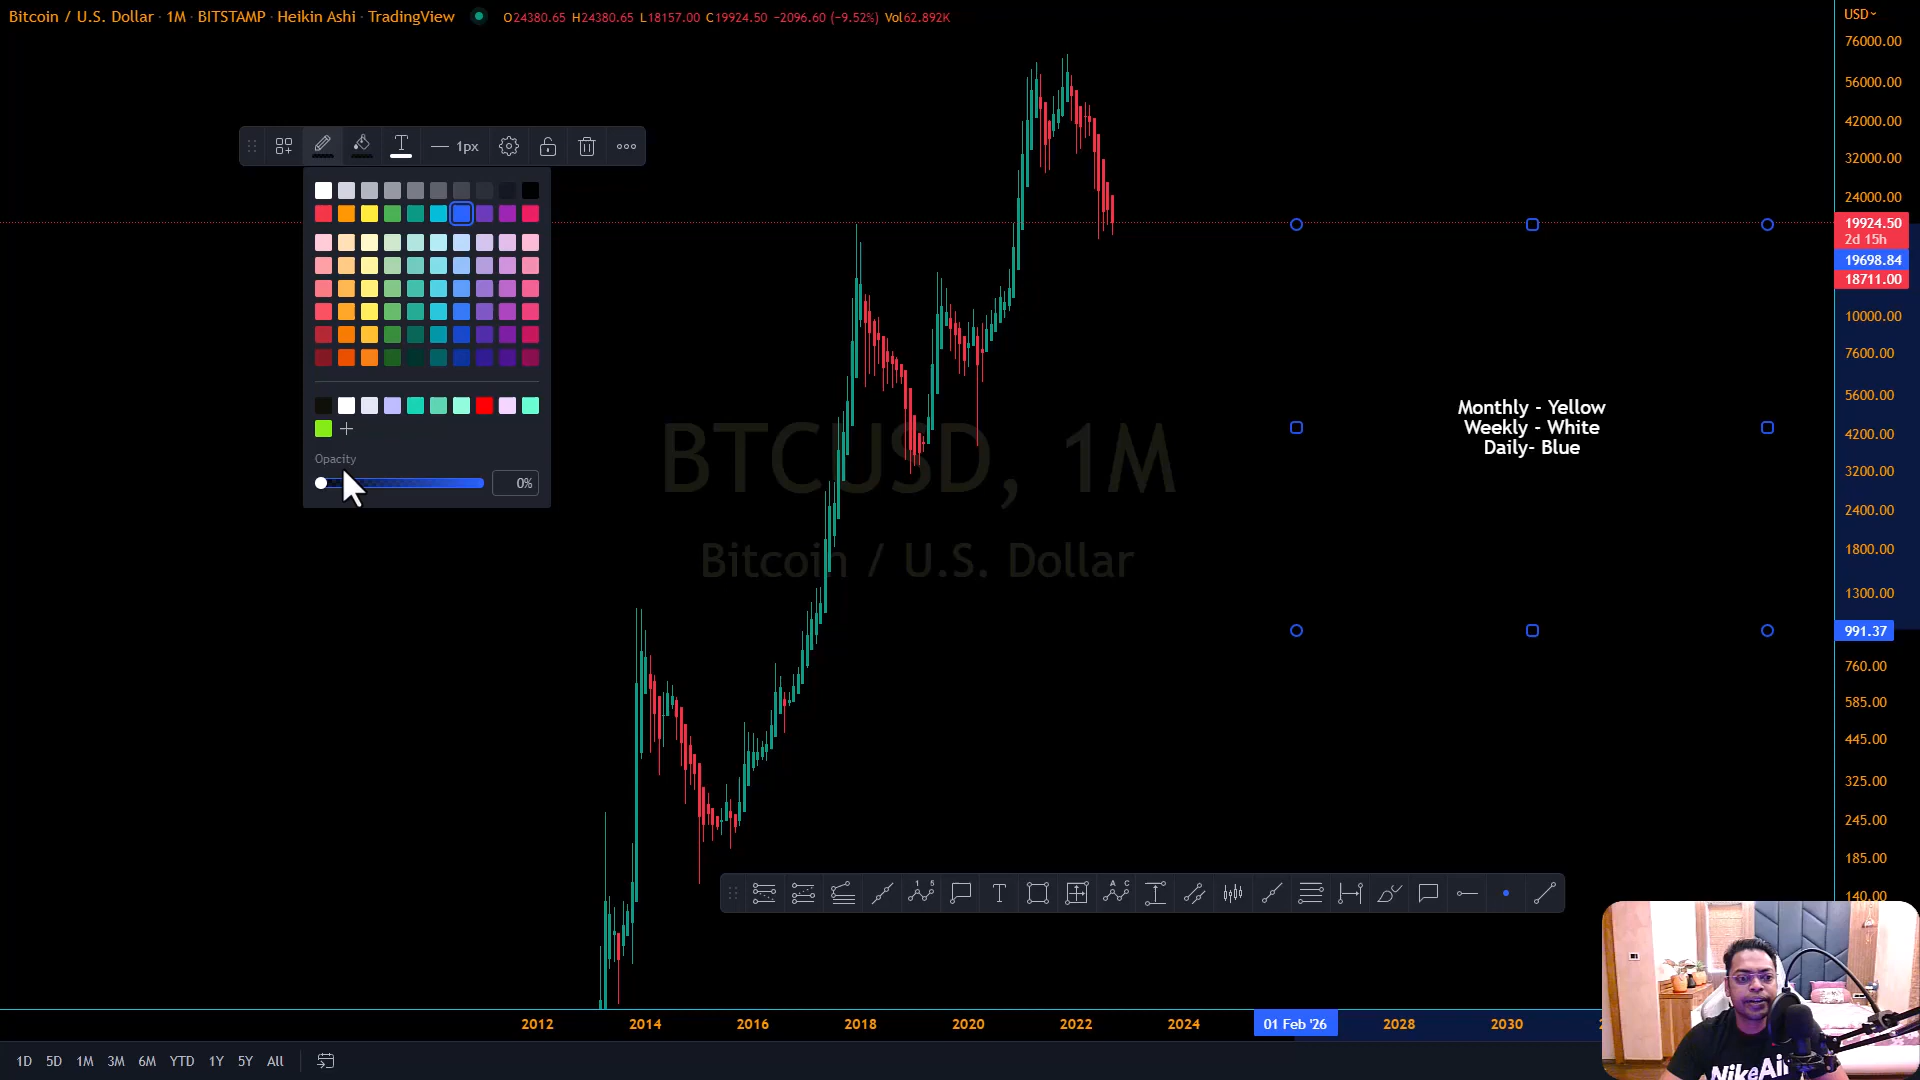 Bitcoin / U.S. Dollar · 1M · BITSTAMP · Heikin Ashi · TradingView
O24380.65 H24380.65 L18157.00 C19924.50 −2096.60 (−9.52%) Vol62.892K
USD
76000.00
56000.00
42000.00
32000.00
24000.00
19924.50
2d 15h
19698.84
18711.00
10000.00
7600.00
5600.00
4200.00
3200.00
2400.00
1800.00
1300.00
991.37
760.00
585.00
445.00
325.00
245.00
185.00
140.00
T
1px
Opacity
0%
BTCUSD, 1M
Bitcoin / U.S. Dollar
Monthly - Yellow
Weekly - White
Daily- Blue
2012 2014 2016 2018 2020 2022 2024 01 Feb '26 2028 2030
1D 5D 1M 3M 6M YTD 1Y 5Y All
NikeAir